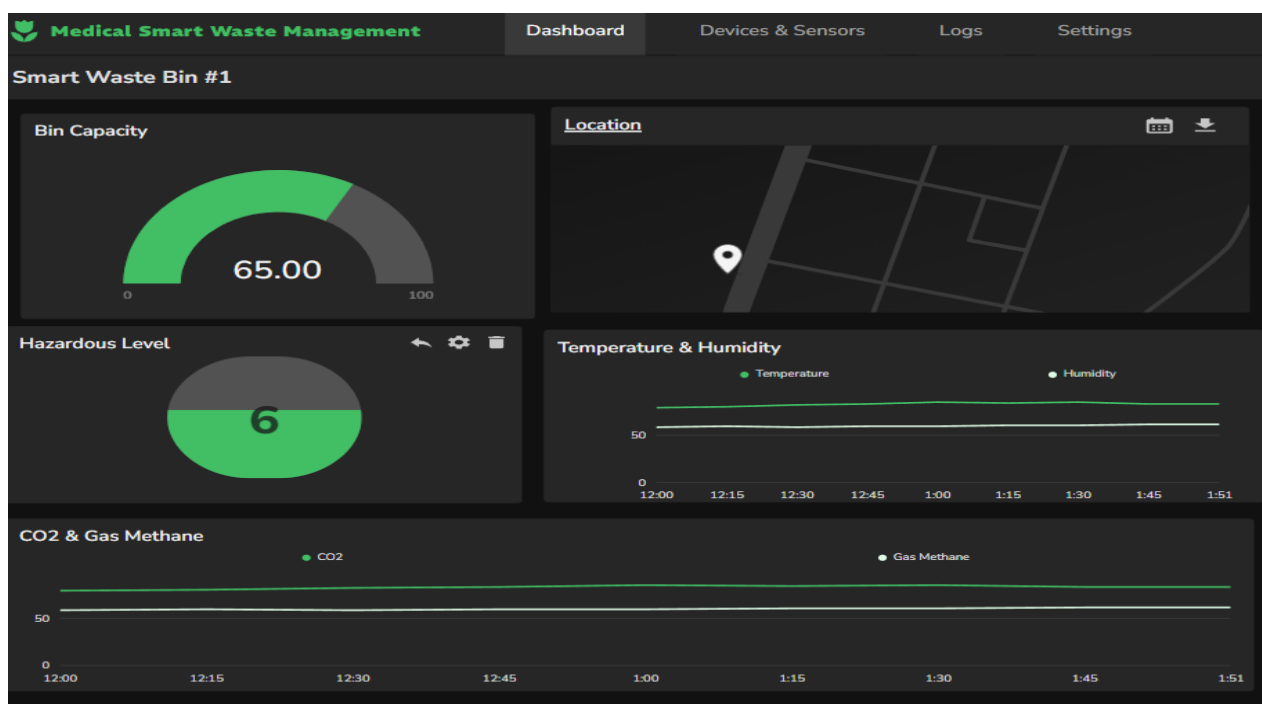 Medical Smart Waste Management Dashboard Devices & Sensors Logs Settings
Smart Waste Bin #1
Bin Capacity
65.00
0 100
Location
Hazardous Level
6
Temperature & Humidity
Temperature Humidity
50
0
12:00 12:15 12:30 12:45 1:00 1:15 1:30 1:45 1:51
CO2 & Gas Methane
CO2 Gas Methane
50
0
12:00 12:15 12:30 12:45 1:00 1:15 1:30 1:45 1:51